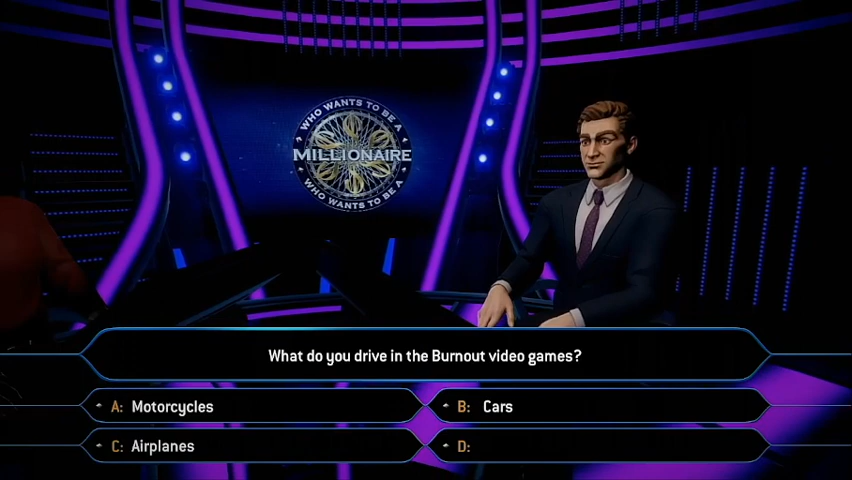 WHO WANTS TO BE A
MILLIONAIRE
WHO WANTS TO BE A
What do you drive in the Burnout video games?
A: Motorcycles
B: Cars
C: Airplanes
D: